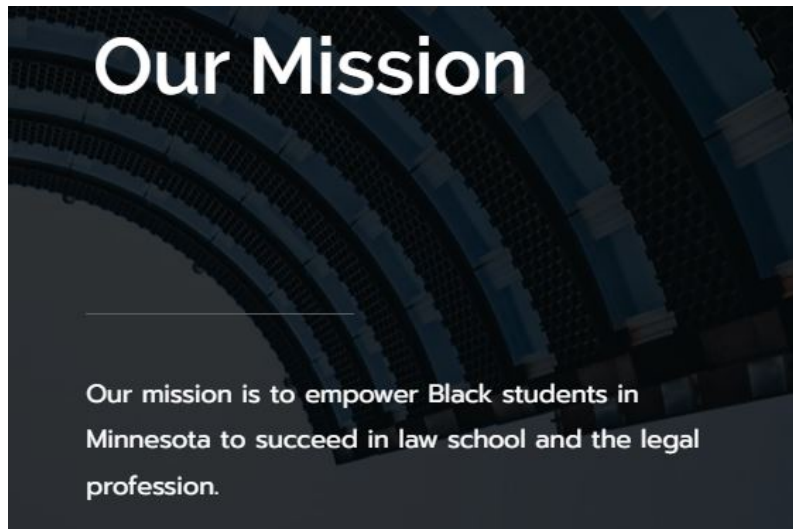 Our Mission
Our mission is to empower Black students in
Minnesota to succeed in law school and the legal
profession.